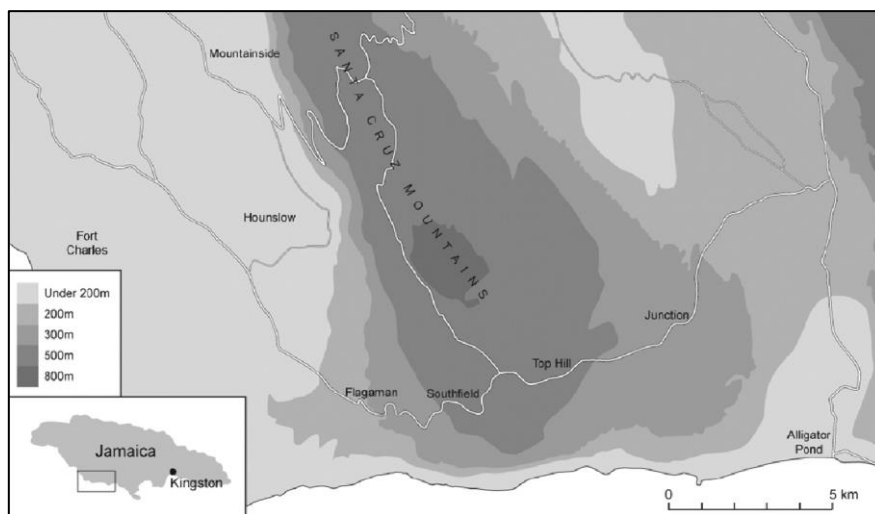 Mountainside
SANTA CRUZ MOUNTAINS
Hounslow
Fort
Charles
Under 200m
200m
300m
500m
800m
Junction
Top Hill
Flagaman
Southfield
Alligator
Pond
Jamaica
Kingston
0
5 km